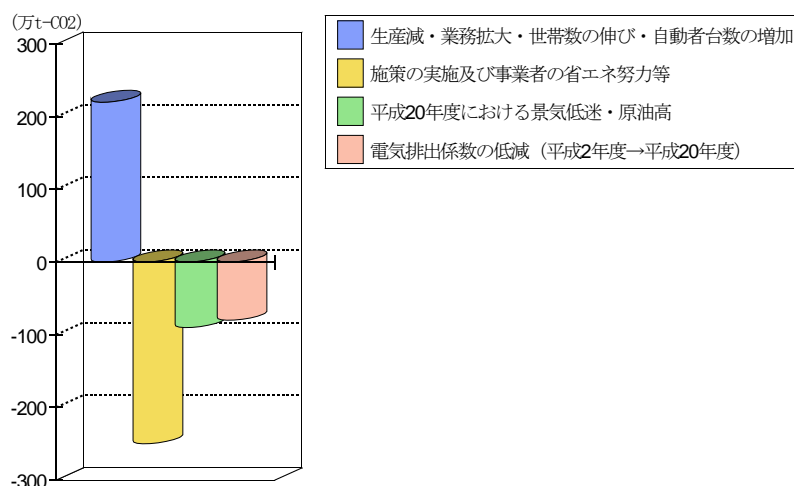 (万t-CO2)
300
200
100
0
-100
-200
-300
生産減・業務拡大・世帯数の伸び・自動者台数の増加
施策の実施及び事業者の省エネ努力等
平成20年度における景気低迷・原油高
電気排出係数の低減（平成2年度→平成20年度）